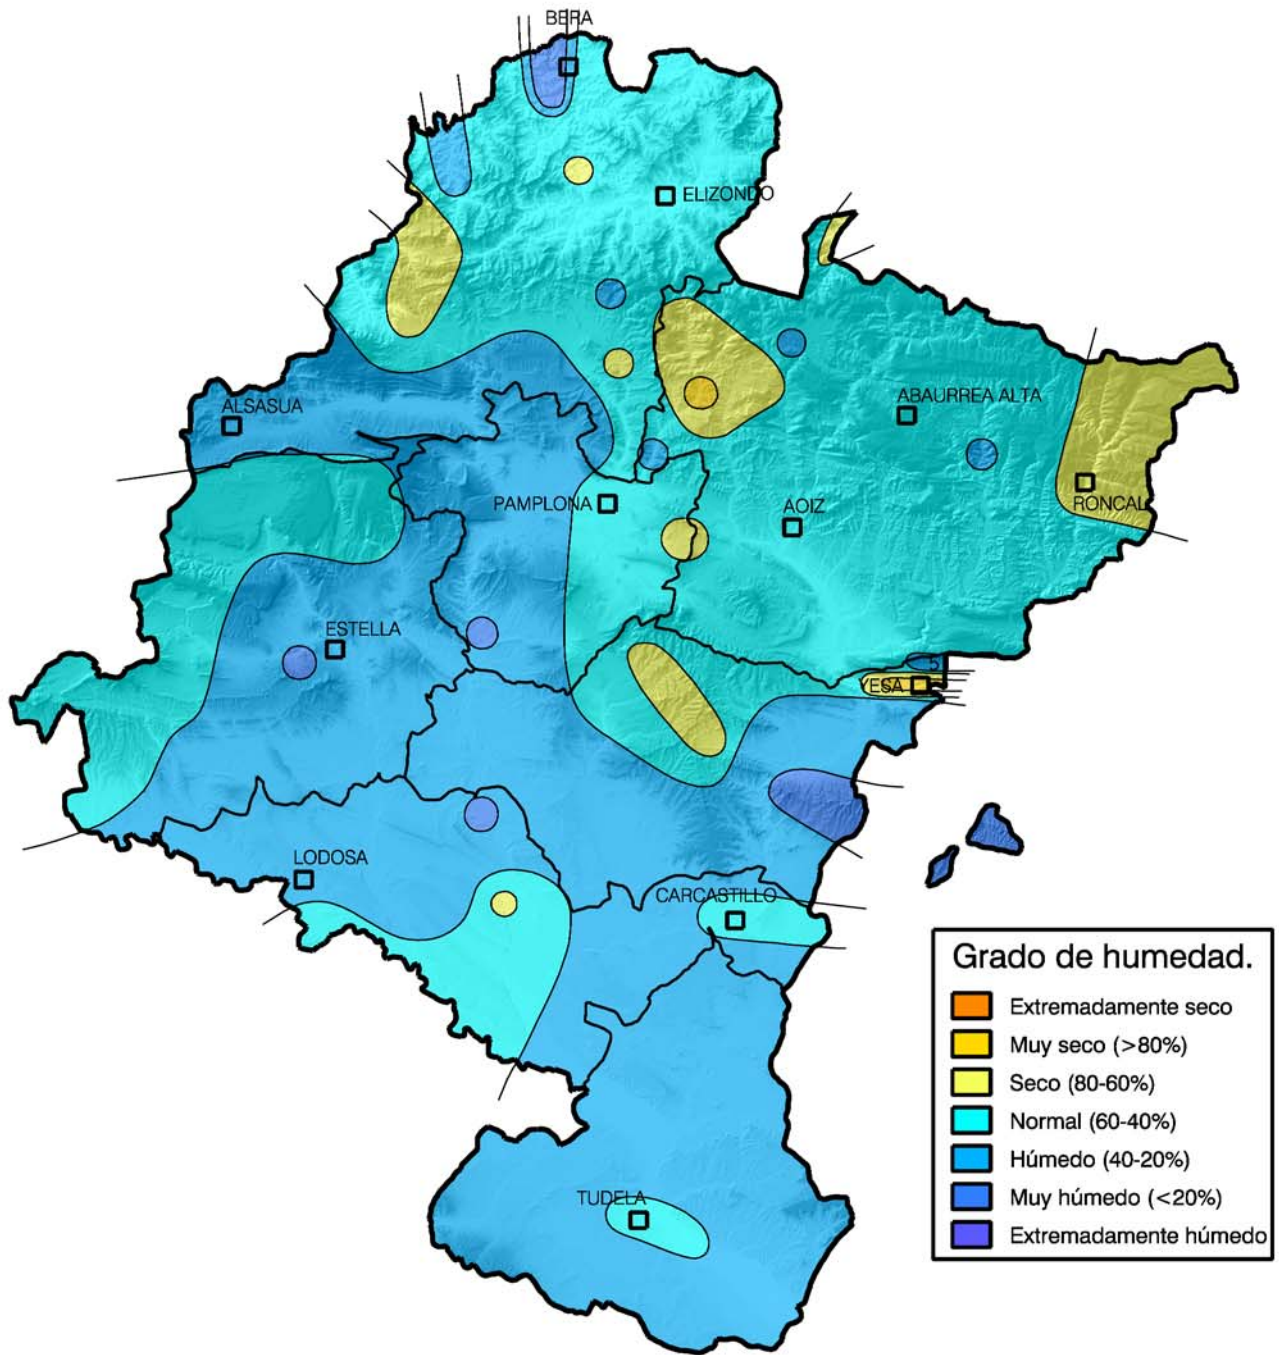 BERA
ELIZONDO
ALSASUA
ABAURREA ALTA
PAMPLONA
AOIZ
RONCAL
ESTELLA
5
YESA
LODOSA
CARCASTILLO
TUDELA
Grado de humedad.
Extremadamente seco
Muy seco (>80%)
Seco (80-60%)
Normal (60-40%)
Húmedo (40-20%)
Muy húmedo (<20%)
Extremadamente húmedo